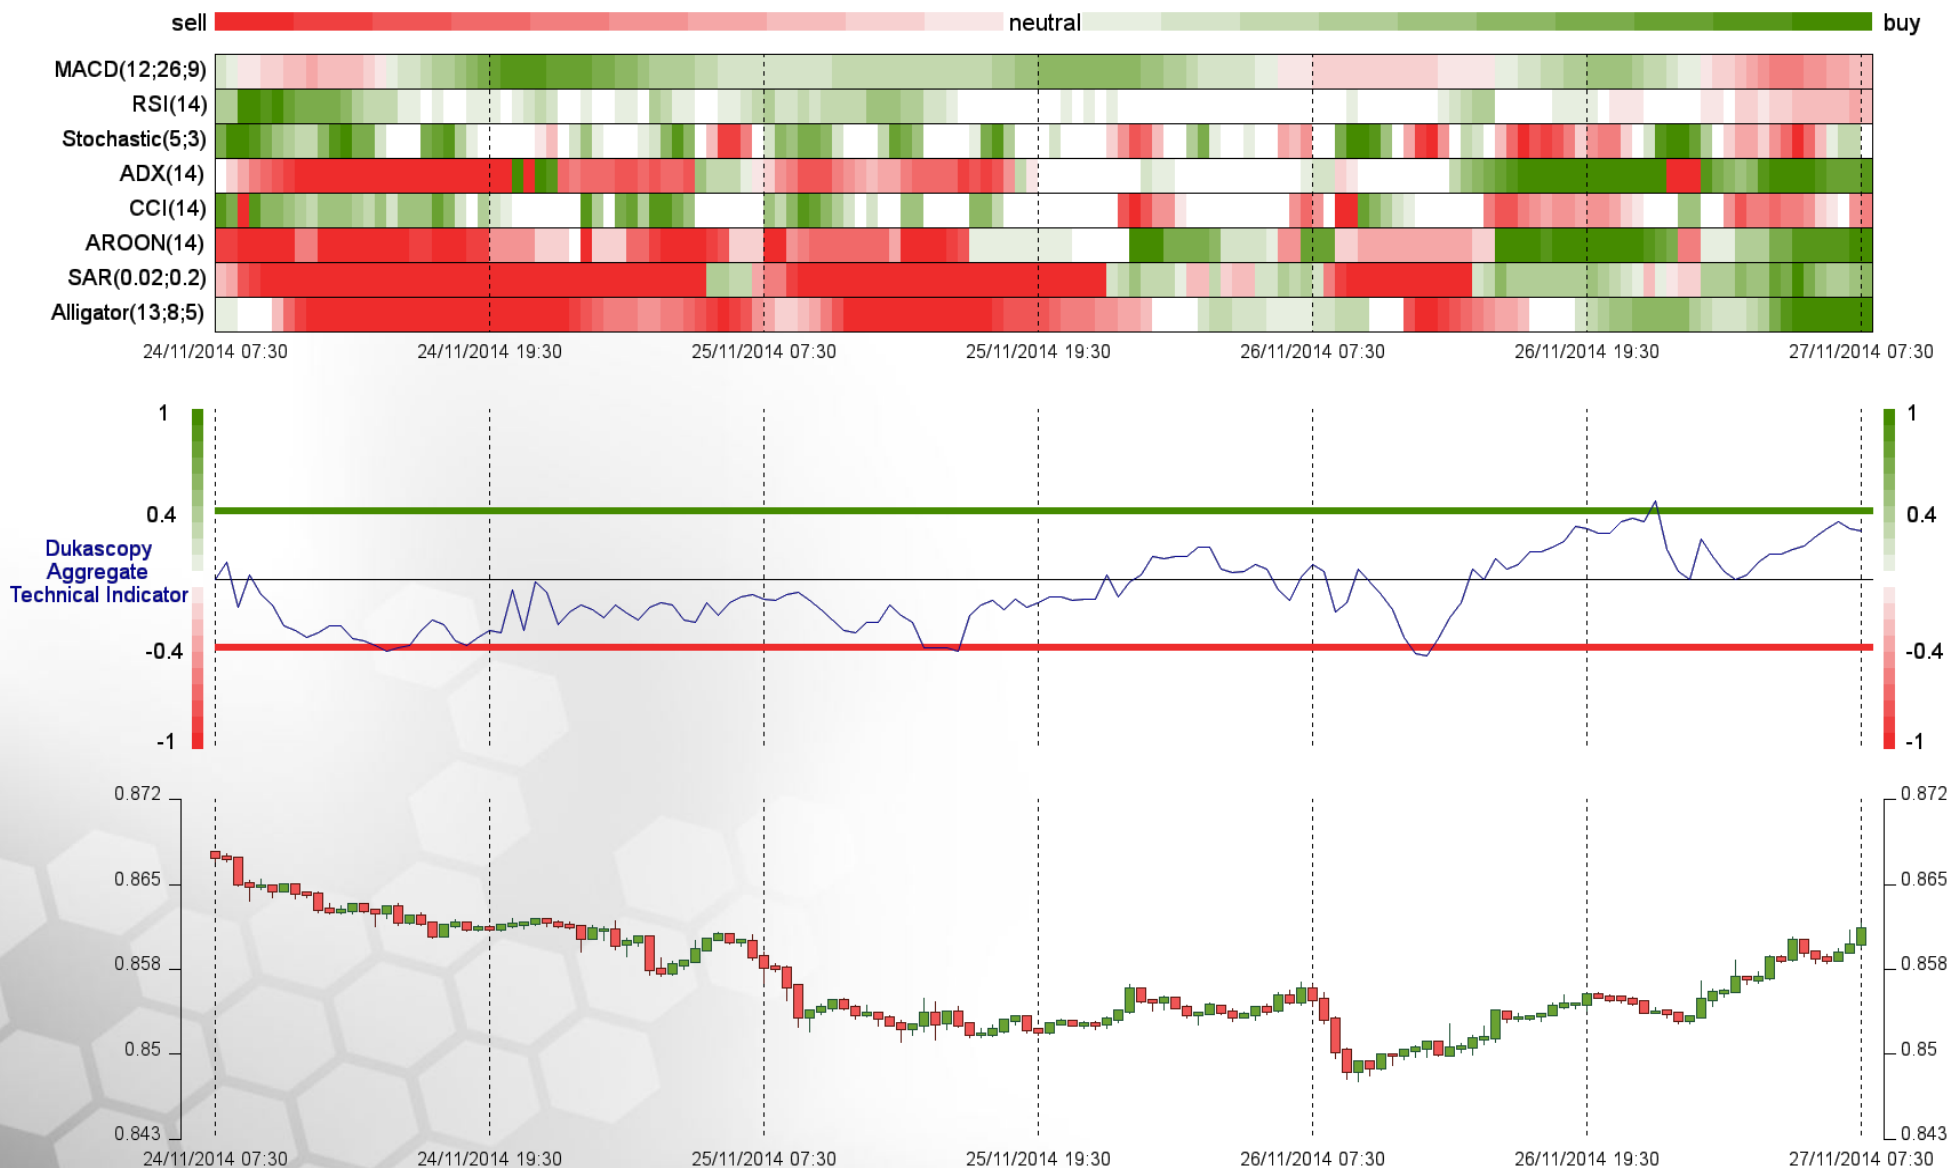 sell neutral buy
MACD(12;26;9)
RSI(14)
Stochastic(5;3)
ADX(14)
CCI(14)
AROON(14)
SAR(0.02;0.2)
Alligator(13;8;5)
24/11/2014 07:30 24/11/2014 19:30 25/11/2014 07:30 25/11/2014 19:30 26/11/2014 07:30 26/11/2014 19:30 27/11/2014 07:30
1 1
0.4 0.4
Dukascopy
Aggregate
Technical Indicator
-0.4 -0.4
-1 -1
0.872 0.872
0.865 0.865
0.858 0.858
0.85 0.85
0.843 0.843
24/11/2014 07:30 24/11/2014 19:30 25/11/2014 07:30 25/11/2014 19:30 26/11/2014 07:30 26/11/2014 19:30 27/11/2014 07:30